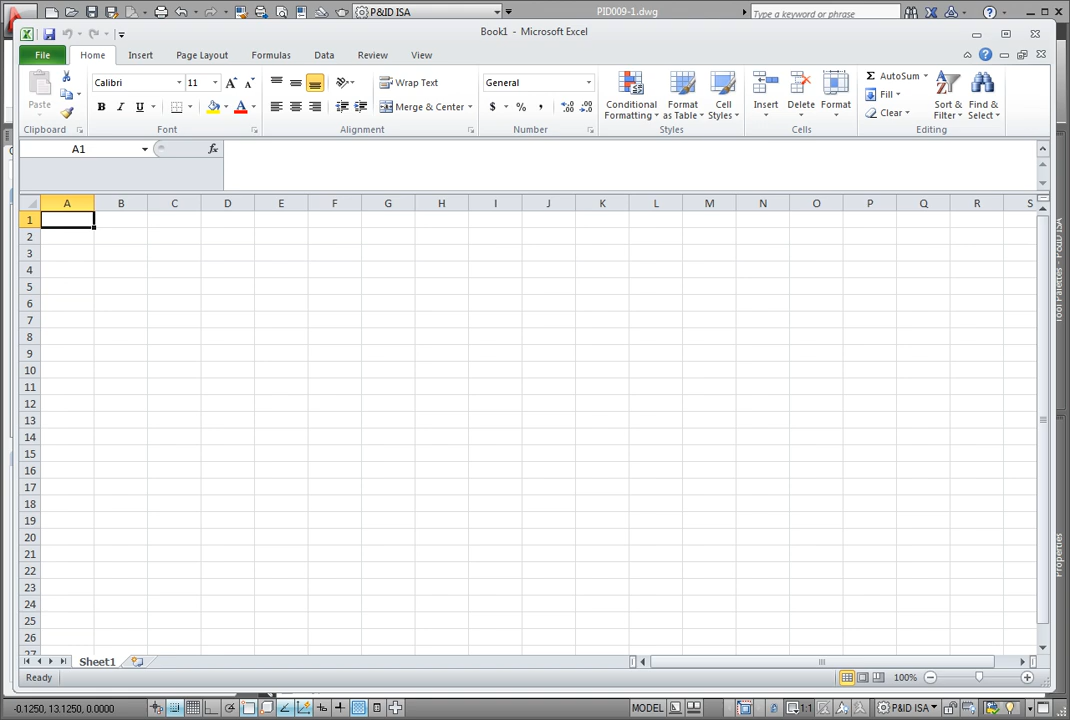 P&ID ISA PID009-1.dwg Type a keyword or phrase
Book1 - Microsoft Excel
File Home Insert Page Layout Formulas Data Review View
Paste Calibri 11 Wrap Text General Conditional Formatting Format as Table Cell Styles Insert Delete Format AutoSum Fill Clear Sort & Filter Find & Select
B I U A Merge & Center $ % ,
Clipboard Font Alignment Number Styles Cells Editing
A1 fx
A B C D E F G H I J K L M N O P Q R S
1
2
3
4
5
6
7
8
9
10
11
12
13
14
15
16
17
18
19
20
21
22
23
24
25
26
27
Tool Palettes - P&ID ISA
Properties
Sheet1
Ready 100%
-0.1250, 13.1250, 0.0000 MODEL 1:1 P&ID ISA